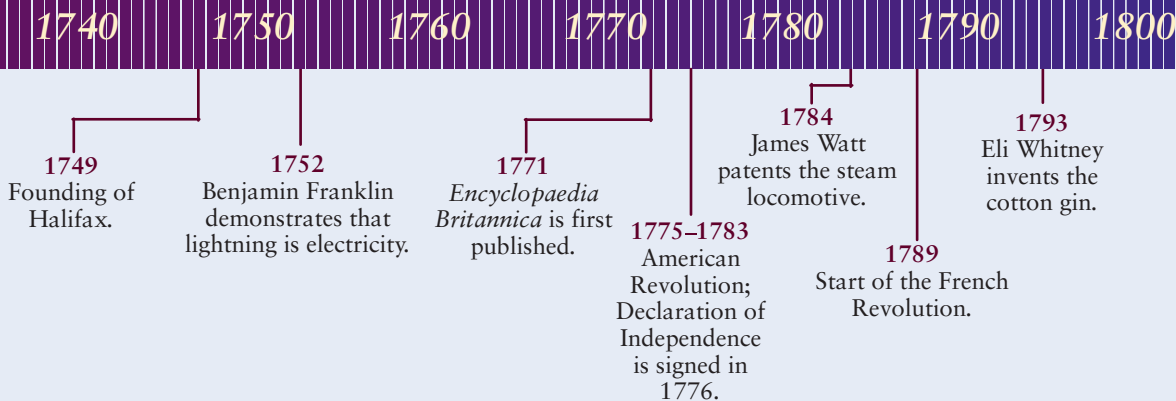 1740 1750 1760 1770 1780 1790 1800
1749
Founding of
Halifax.
1752
Benjamin Franklin
demonstrates that
lightning is electricity.
1771
Encyclopaedia
Britannica is first
published.
1775–1783
American
Revolution;
Declaration of
Independence
is signed in
1776.
1784
James Watt
patents the steam
locomotive.
1789
Start of the French
Revolution.
1793
Eli Whitney
invents the
cotton gin.